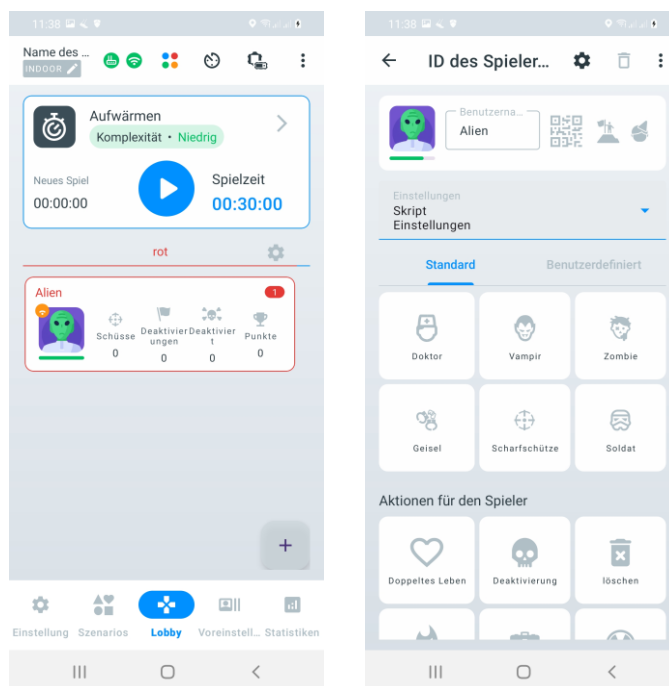 11:38
Name des ...
INDOOR
Aufwärmen
Komplexität • Niedrig
Neues Spiel
00:00:00
Spielzeit
00:30:00
rot
Alien
1
Schüsse
0
Deaktivier
ungen
0
Deaktivier
t
0
Punkte
0
+
Einstellung
Szenarios
Lobby
Voreinstell...
Statistiken
11:38
ID des Spieler...
Benutzerna...
Alien
Einstellungen
Skript
Einstellungen
Standard
Benutzerdefiniert
Doktor
Vampir
Zombie
Geisel
Scharfschütze
Soldat
Aktionen für den Spieler
Doppeltes Leben
Deaktivierung
löschen